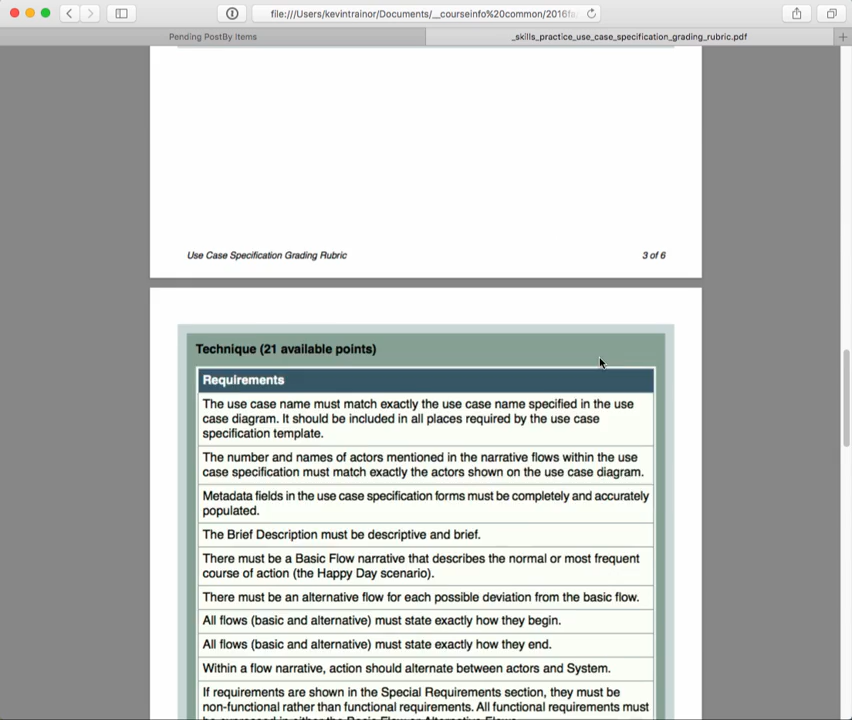 file:///Users/kevintrainor/Documents/__courseinfo%20common/2016fa
Pending PostBy Items
_skills_practice_use_case_specification_grading_rubric.pdf
Use Case Specification Grading Rubric
3 of 6
Technique (21 available points)
Requirements
The use case name must match exactly the use case name specified in the use
case diagram. It should be included in all places required by the use case
specification template.
The number and names of actors mentioned in the narrative flows within the use
case specification must match exactly the actors shown on the use case diagram.
Metadata fields in the use case specification forms must be completely and accurately
populated.
The Brief Description must be descriptive and brief.
There must be a Basic Flow narrative that describes the normal or most frequent
course of action (the Happy Day scenario).
There must be an alternative flow for each possible deviation from the basic flow.
All flows (basic and alternative) must state exactly how they begin.
All flows (basic and alternative) must state exactly how they end.
Within a flow narrative, action should alternate between actors and System.
If requirements are shown in the Special Requirements section, they must be
non-functional rather than functional requirements. All functional requirements must
be expressed in either the Basic Flow or Alternative Flows.